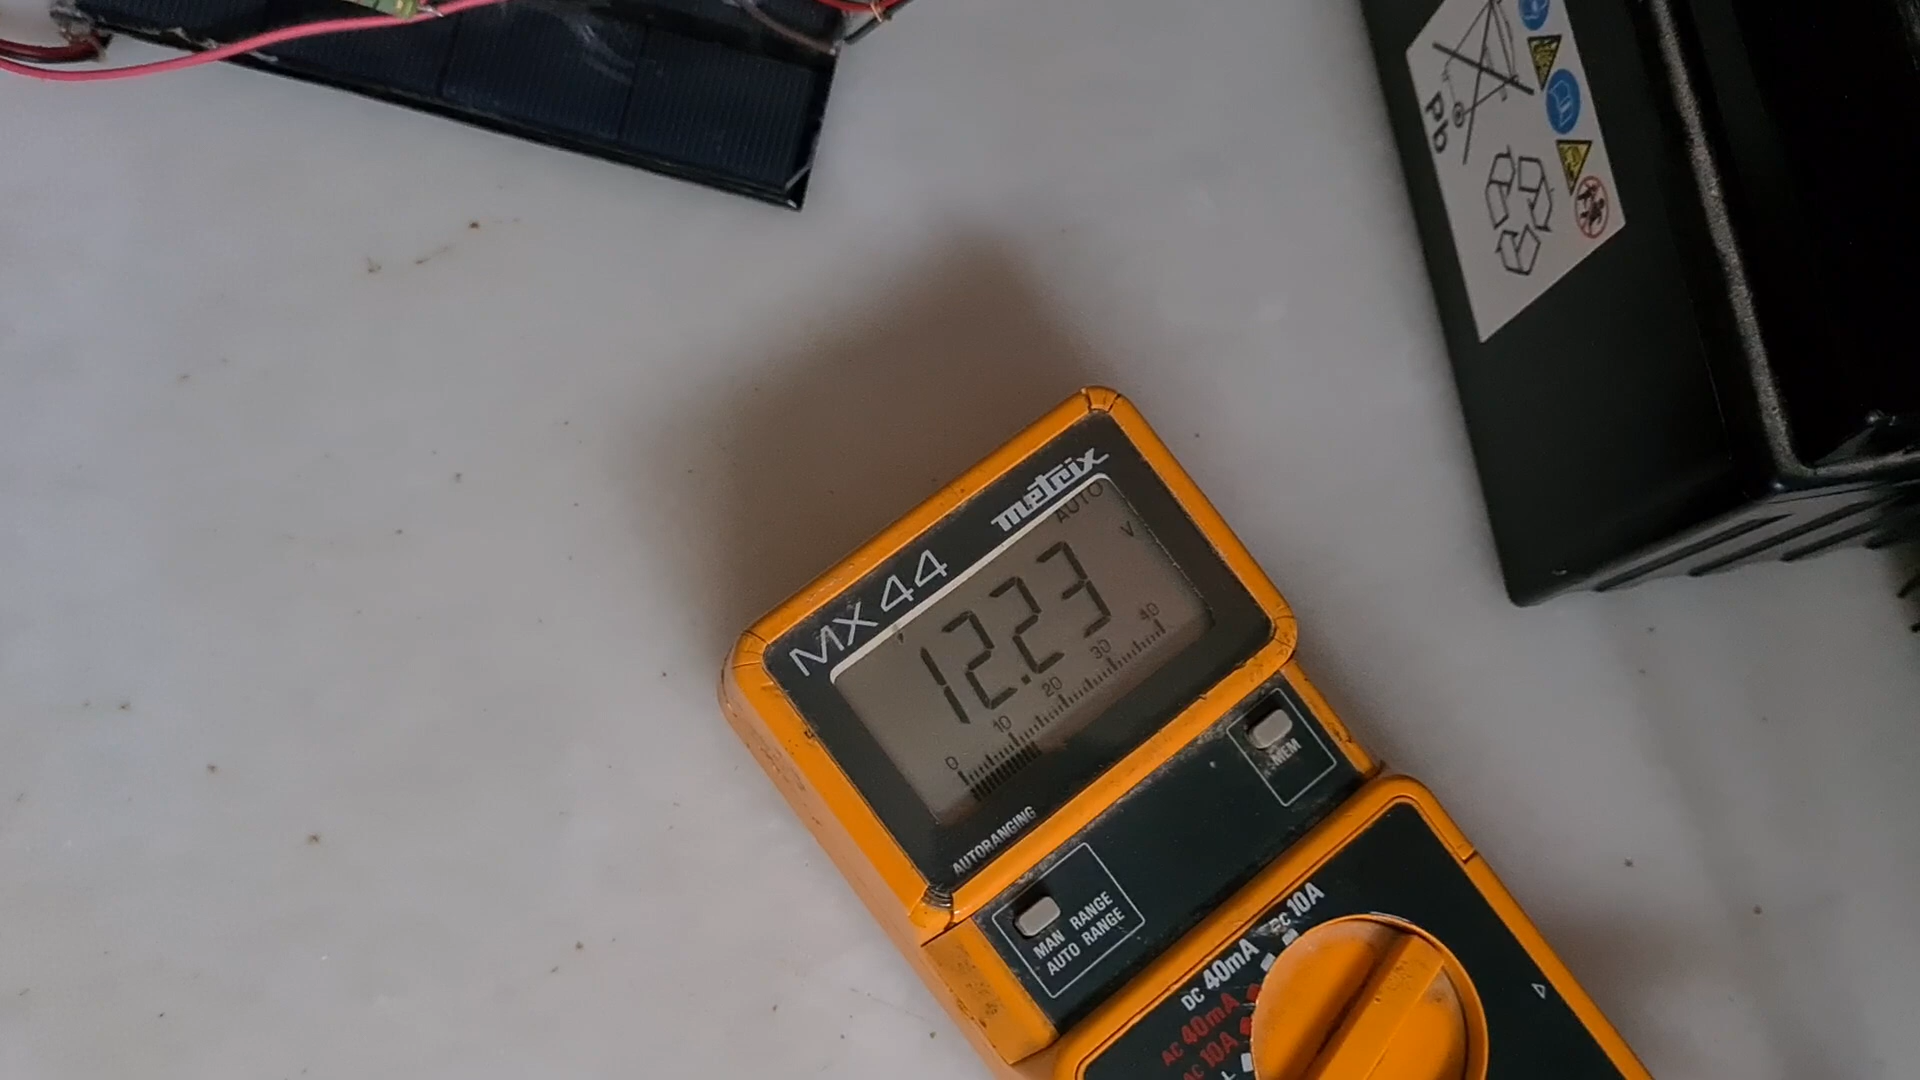 Pb
metrix
MX 44
AUTO
V
12.23
0 10 20 30 40
AUTORANGING
MEM
MAN RANGE
AUTO RANGE
DC 10A
DC 40mA
AC 40mA
AC 10A